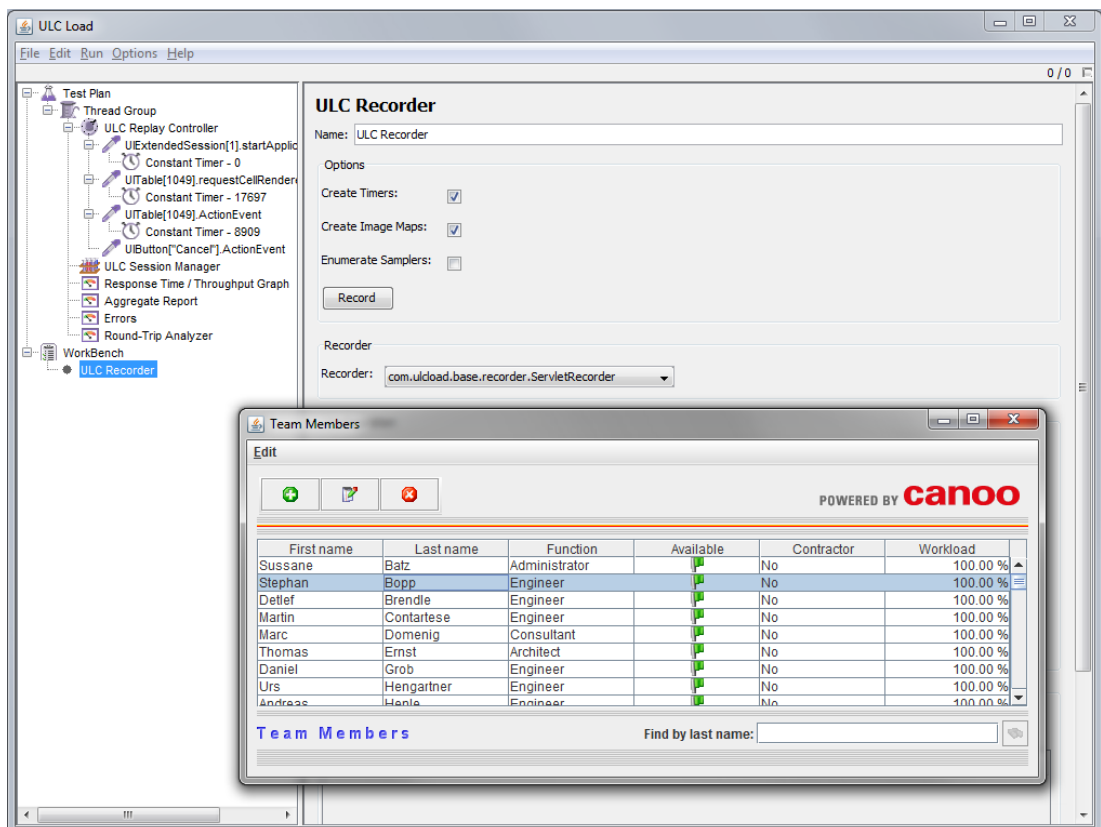 ULC Load
File Edit Run Options Help
0 / 0
Test Plan
Thread Group
ULC Replay Controller
UIExtendedSession[1].startApplic
Constant Timer - 0
UITable[1049].requestCellRendere
Constant Timer - 17697
UITable[1049].ActionEvent
Constant Timer - 8909
UIButton["Cancel"].ActionEvent
ULC Session Manager
Response Time / Throughput Graph
Aggregate Report
Errors
Round-Trip Analyzer
WorkBench
ULC Recorder
ULC Recorder
Name: ULC Recorder
Options
Create Timers:
Create Image Maps:
Enumerate Samplers:
Record
Recorder
Recorder: com.ulcload.base.recorder.ServletRecorder
Team Members
Edit
POWERED BY canoo
First name Last name Function Available Contractor Workload
Sussane Batz Administrator No 100.00 %
Stephan Bopp Engineer No 100.00 %
Detlef Brendle Engineer No 100.00 %
Martin Contartese Engineer No 100.00 %
Marc Domenig Consultant No 100.00 %
Thomas Ernst Architect No 100.00 %
Daniel Grob Engineer No 100.00 %
Urs Hengartner Engineer No 100.00 %
Andreas Henle Engineer No 100.00 %
Team Members Find by last name: